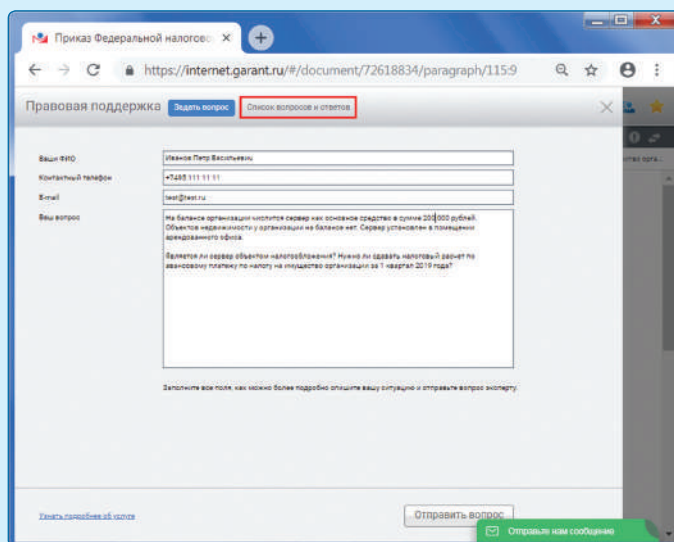 Приказ Федеральной налогово
https://internet.garant.ru/#/document/72618834/paragraph/115:9
Правовая поддержка Задать вопрос Список вопросов и ответов
Ваши ФИО Иванов Петр Васильевич
Контактный телефон +7495 111 11 11
E-mail test@test.ru
Ваш вопрос На балансе организации числится сервер как основное средство в сумме 200 000 рублей.
Объектов недвижимости у организации на балансе нет. Сервер установлен в помещении
арендованного офиса.
Является ли сервер объектом налогообложения? Нужно ли сдавать налоговый расчет по
авансовому платежу по налогу на имущество организации за 1 квартал 2019 года?
Заполните все поля, как можно более подробно опишите вашу ситуацию и отправьте вопрос эксперту.
Узнать подробнее об услуге
Отправить вопрос
Отправьте нам сообщение